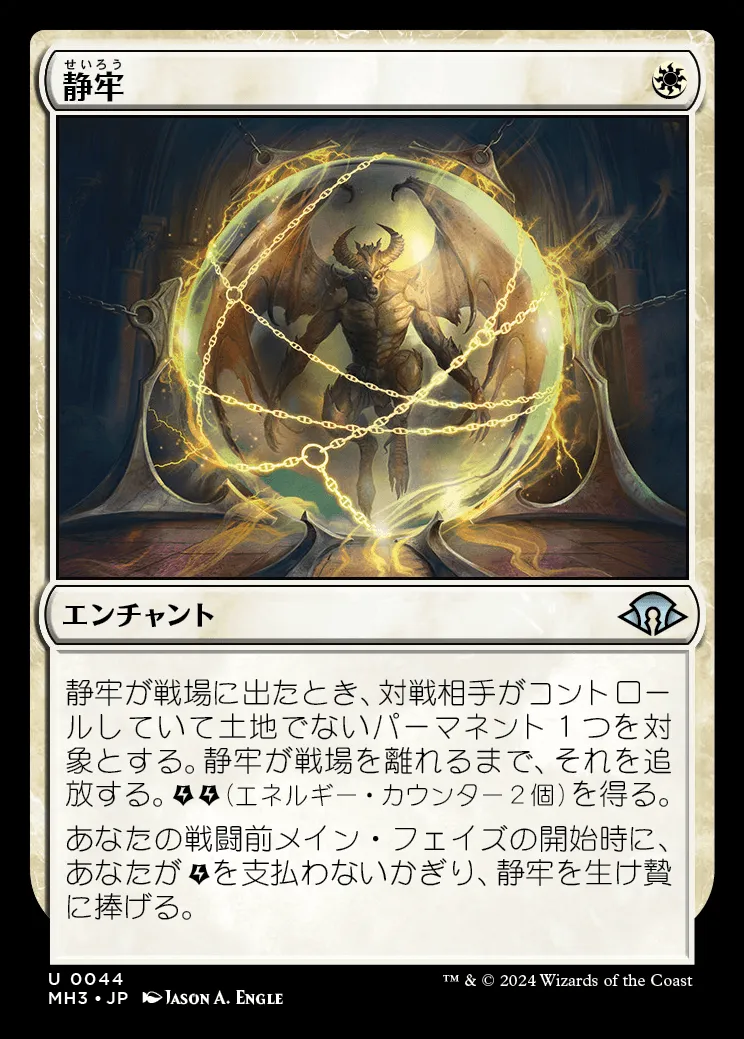 せいろう
静牢
エンチャント
静牢が戦場に出たとき、対戦相手がコントロー
ルしていて土地でないパーマネント１つを対
象とする。静牢が戦場を離れるまで、それを追
放する。（エネルギー・カウンター２個）を得る。
あなたの戦闘前メイン・フェイズの開始時に、
あなたがを支払わないかぎり、静牢を生け贄
に捧げる。
U 0044
MH3 • JP Jason A. Engle
™ & © 2024 Wizards of the Coast